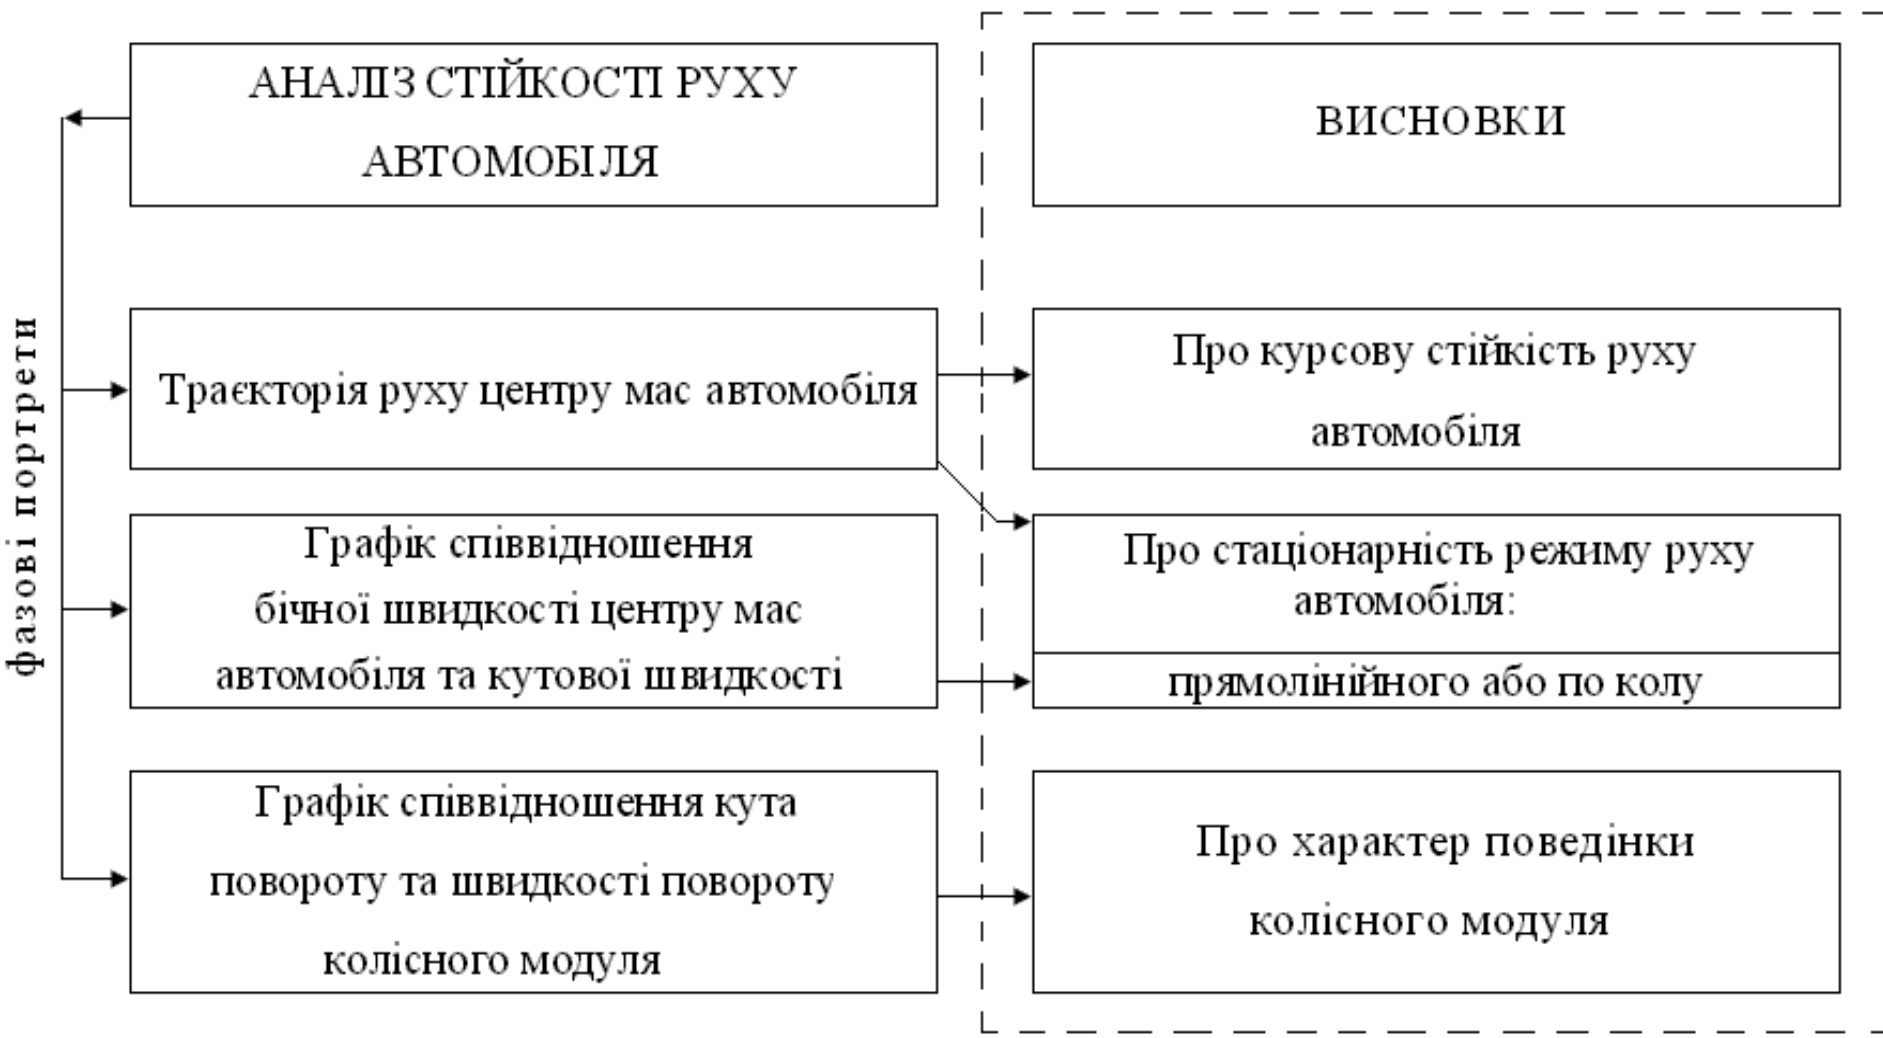 АНАЛІЗ СТІЙКОСТІ РУХУ
АВТОМОБІЛЯ
ВИСНОВКИ
фазові портрети
Траєкторія руху центру мас автомобіля
Про курсову стійкість руху
автомобіля
Графік співвідношення
бічної швидкості центру мас
автомобіля та кутової швидкості
Про стаціонарність режиму руху
автомобіля:
прямолінійного або по колу
Графік співвідношення кута
повороту та швидкості повороту
колісного модуля
Про характер поведінки
колісного модуля